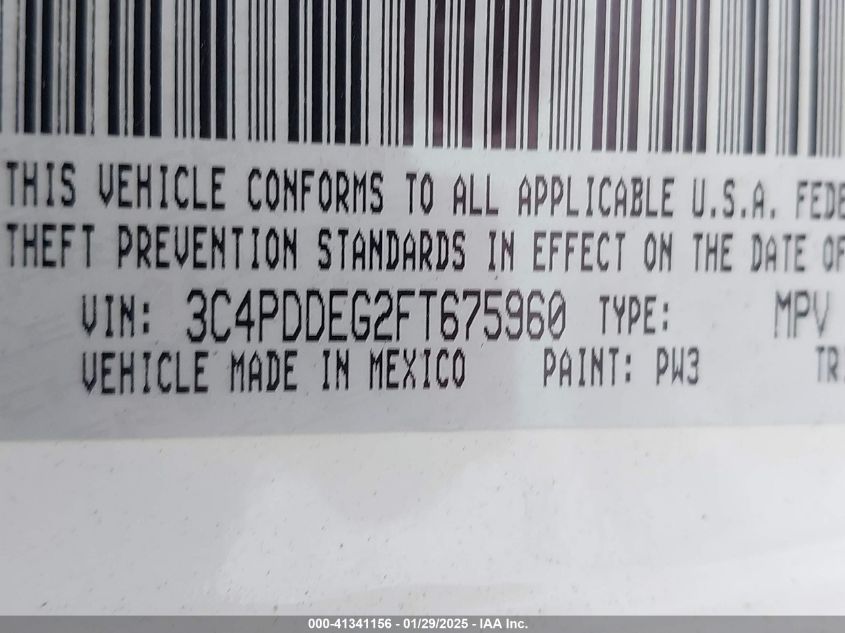 THIS VEHICLE CONFORMS TO ALL APPLICABLE U.S.A.
THEFT PREVENTION STANDARDS IN EFFECT ON THE DATE OF
VIN: 3C4PDDEG2FT675960 TYPE: MPV
VEHICLE MADE IN MEXICO PAINT: PW3
000-41341156 - 01/29/2025 - IAA Inc.